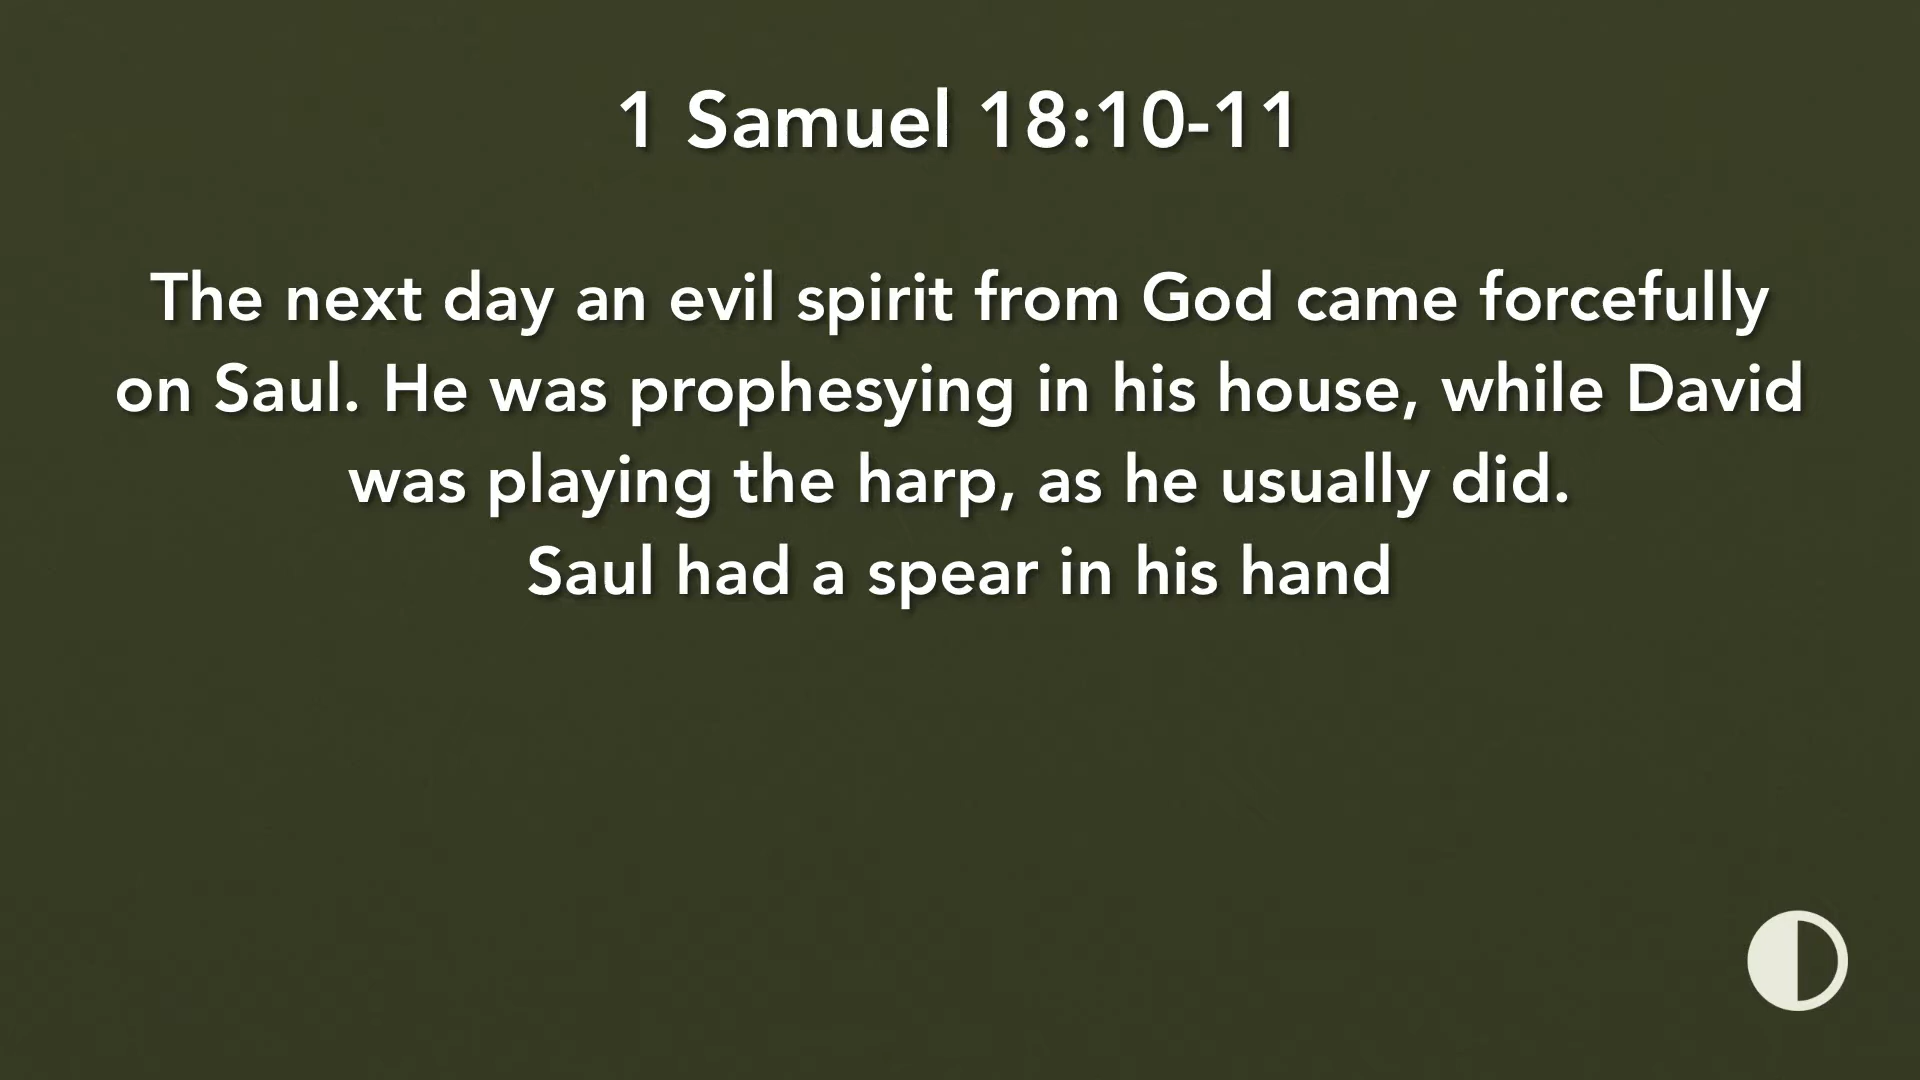 1 Samuel 18:10-11
The next day an evil spirit from God came forcefully
on Saul. He was prophesying in his house, while David
was playing the harp, as he usually did.
Saul had a spear in his hand